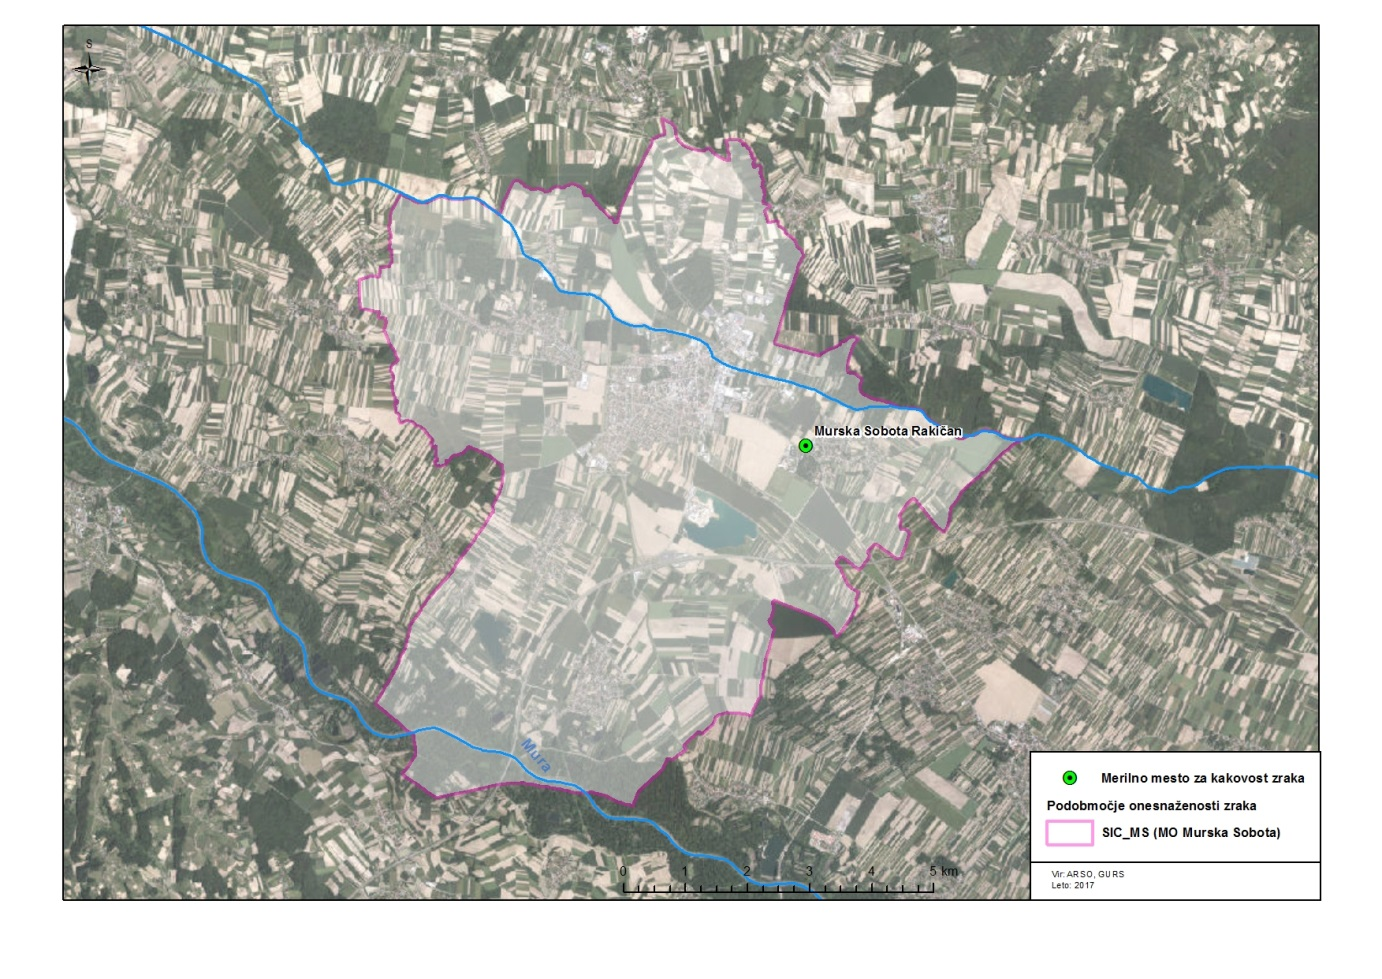 S
Murska Sobota Rakičan
Mura
0 1 2 3 4 5 km
Merilno mesto za kakovost zraka
Podobmočje onesnaženosti zraka
SIC_MS (MO Murska Sobota)
Vir: ARSO, GURS
Leto: 2017